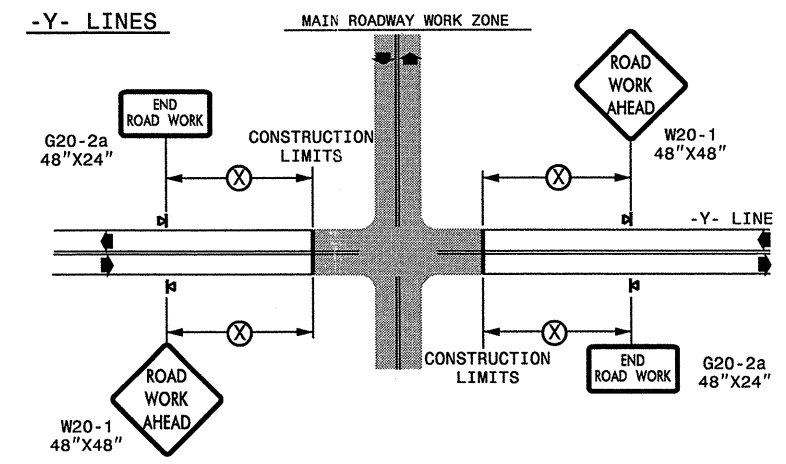 -Y- LINES
MAIN ROADWAY WORK ZONE
END
ROAD WORK
G20-2a
48"X24"
CONSTRUCTION
LIMITS
X
X
ROAD
WORK
AHEAD
W20-1
48"X48"
-Y- LINE
X
X
ROAD
WORK
AHEAD
W20-1
48"X48"
CONSTRUCTION
LIMITS
END
ROAD WORK
G20-2a
48"X24"